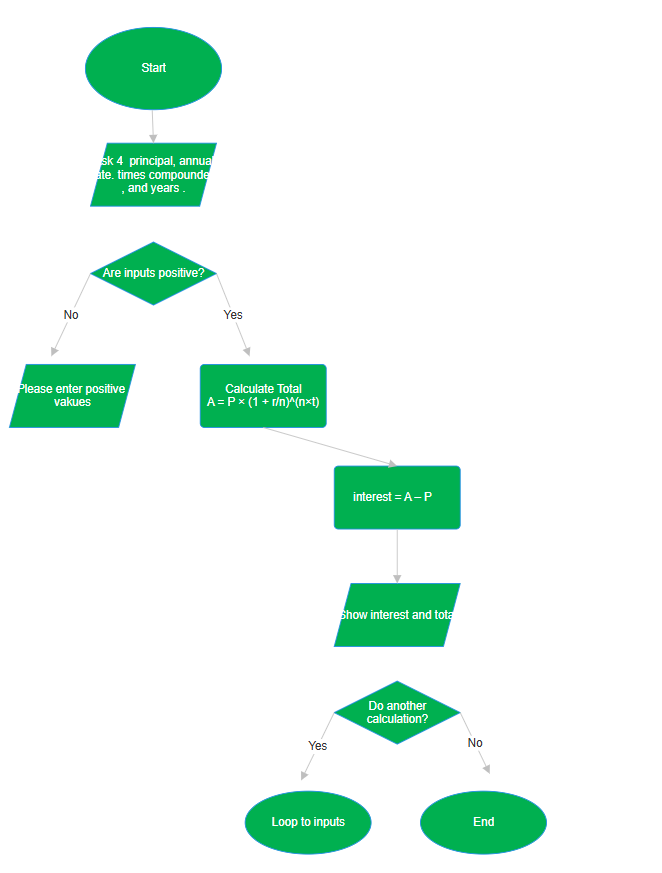 Start
sk 4 principal, annua
ate. times compounde
, and years .
Are inputs positive?
No
Yes
Please enter positive
vakues
Calculate Total
A = P × (1 + r/n)^(n×t)
interest = A – P
Show interest and tota
Do another
calculation?
Yes
No
Loop to inputs
End